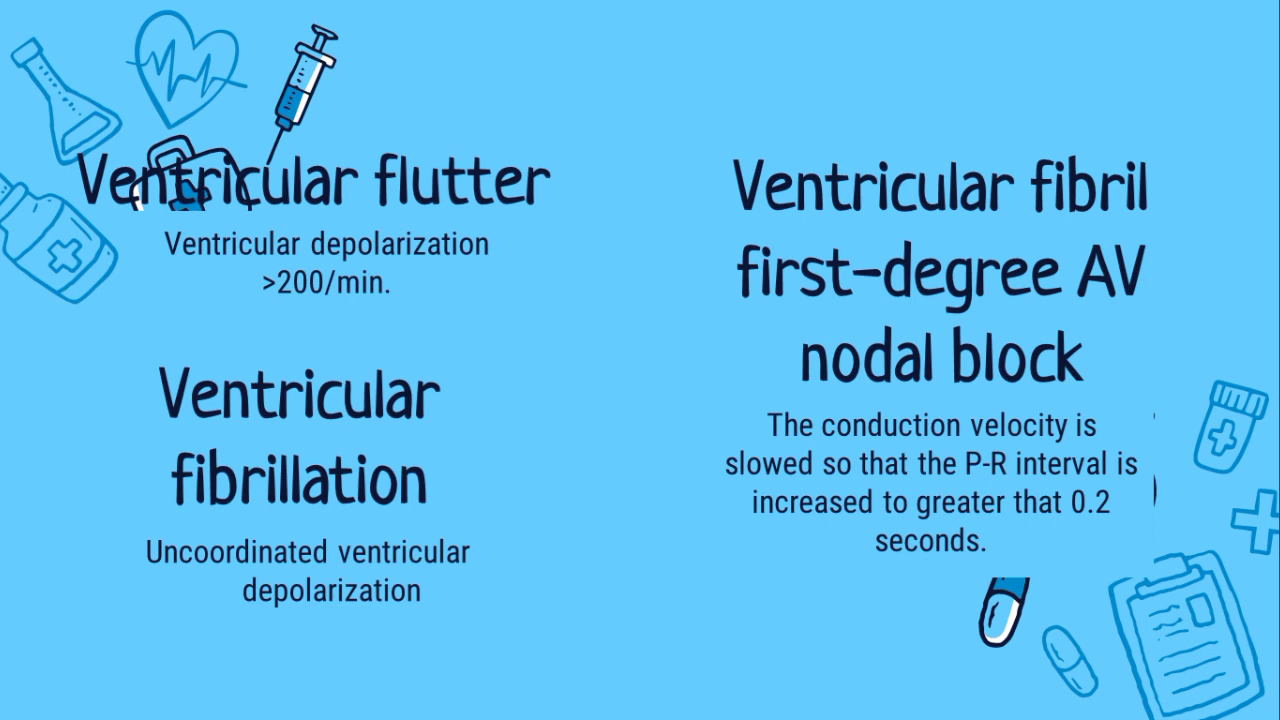 Ventricular flutter
Ventricular depolarization
>200/min.
Ventricular
fibrillation
Uncoordinated ventricular
depolarization
Ventricular fibril
first-degree AV
nodal block
The conduction velocity is
slowed so that the P-R interval is
increased to greater that 0.2
seconds.